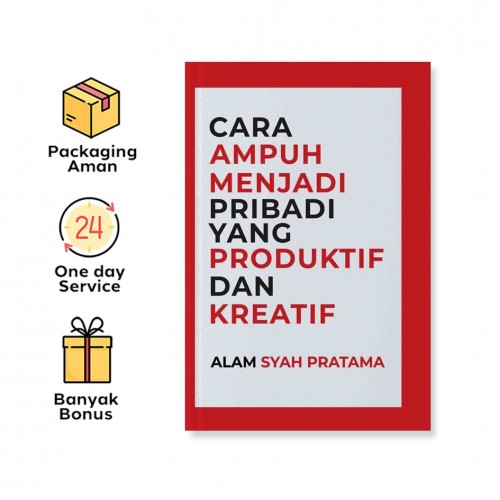 Packaging
Aman
24
One day
Service
Banyak
Bonus
CARA
AMPUH
MENJADI
PRIBADI
YANG
PRODUKTIF
DAN
KREATIF
ALAM SYAH PRATAMA